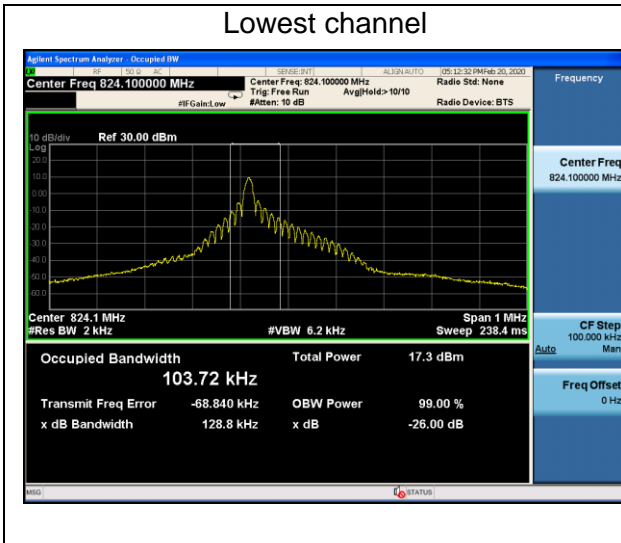 Lowest channel
Agilent Spectrum Analyzer - Occupied BW
RF 50 Ω AC SENSE:INT ALIGN AUTO 05:12:32 PM Feb 20, 2020
Center Freq 824.100000 MHz Center Freq: 824.100000 MHz Radio Std: None Frequency
Trig: Free Run Avg|Hold:>10/10
#IFGain:Low #Atten: 10 dB Radio Device: BTS
10 dB/div Ref 30.00 dBm
Log
20.0
10.0
0.00
-10.0
-20.0
-30.0
-40.0
-50.0
-60.0
Center Freq
824.100000 MHz
Center 824.1 MHz Span 1 MHz
#Res BW 2 kHz #VBW 6.2 kHz Sweep 238.4 ms
CF Step
100.000 kHz
Auto Man
Occupied Bandwidth Total Power 17.3 dBm
103.72 kHz
Freq Offset
0 Hz
Transmit Freq Error -68.840 kHz OBW Power 99.00 %
x dB Bandwidth 128.8 kHz x dB -26.00 dB
MSG STATUS